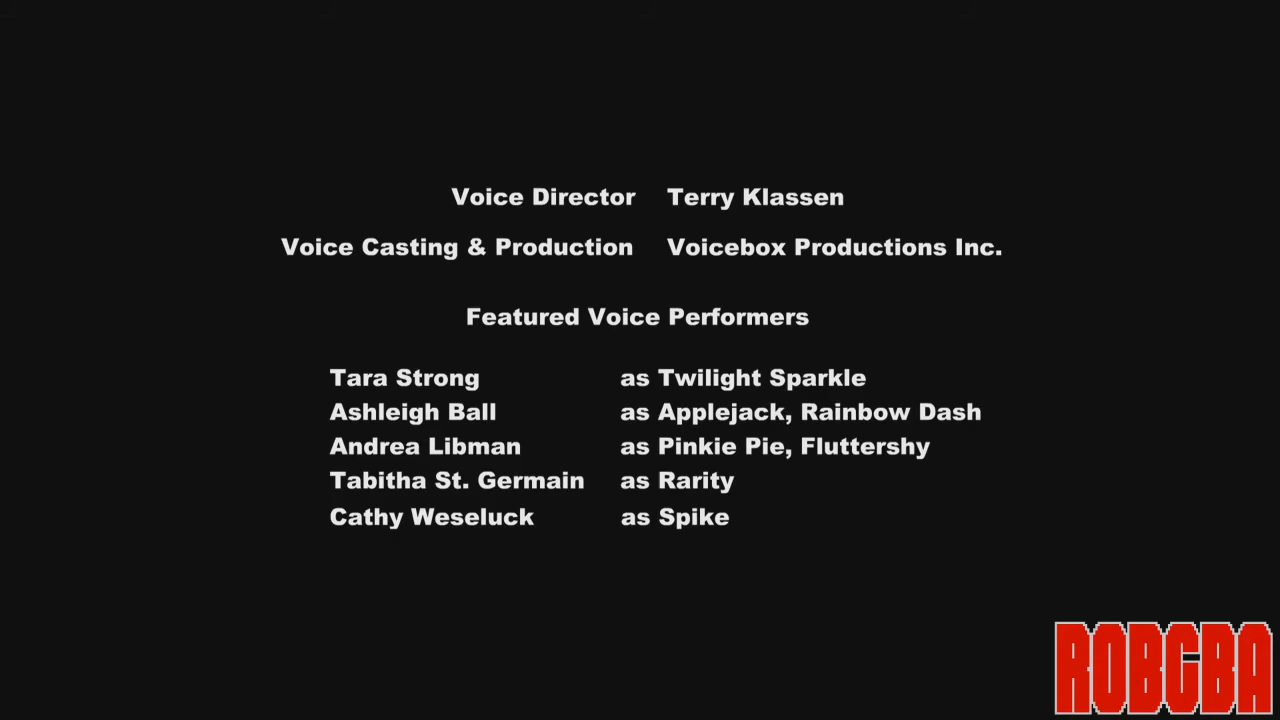 Voice Director Terry Klassen
Voice Casting & Production Voicebox Productions Inc.
Featured Voice Performers
Tara Strong as Twilight Sparkle
Ashleigh Ball as Applejack, Rainbow Dash
Andrea Libman as Pinkie Pie, Fluttershy
Tabitha St. Germain as Rarity
Cathy Weseluck as Spike
ROBGBA